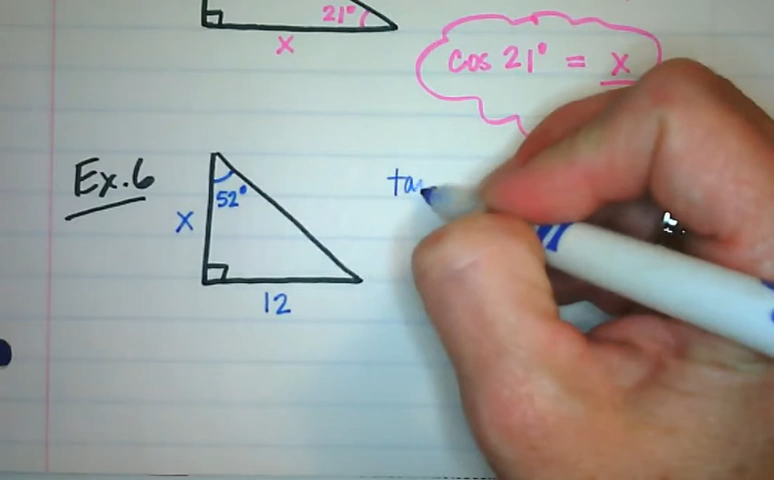 21°
x
cos 21° = x
Ex.6
52°
x
12
ta